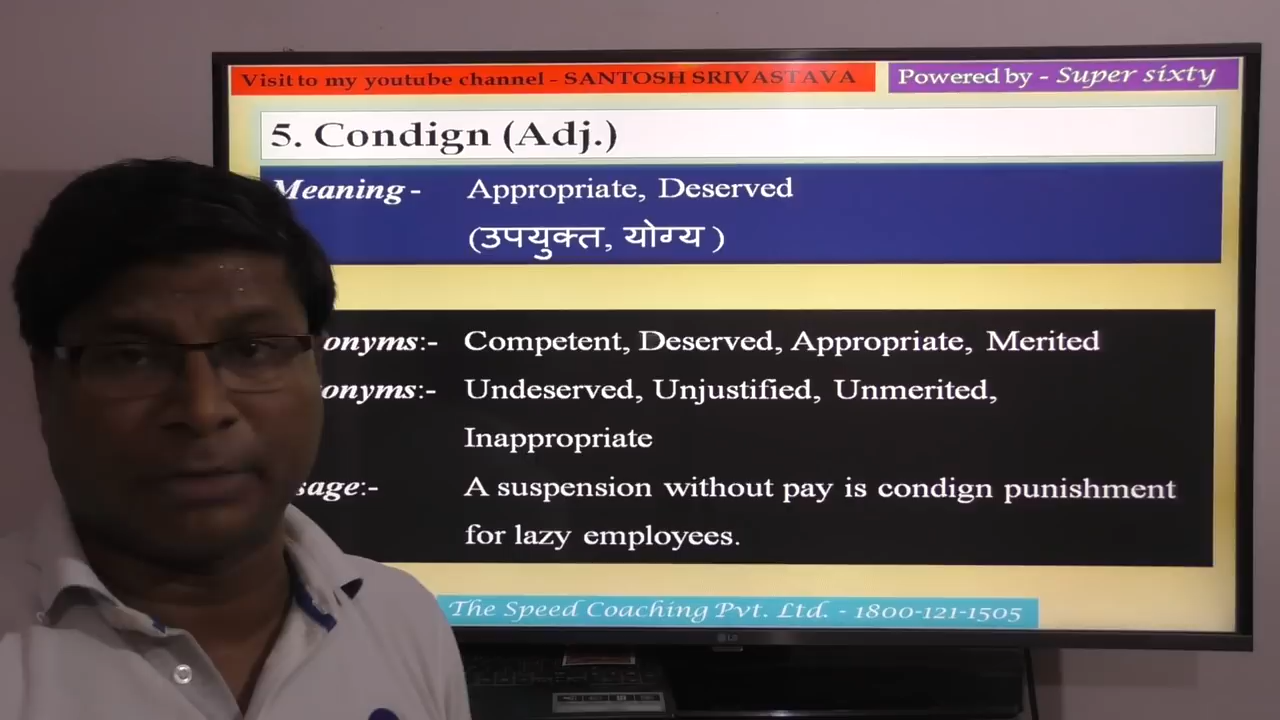 Visit to my youtube channel - SANTOSH SRIVASTAVA
Powered by - Super sixty
5. Condign (Adj.)
Meaning - Appropriate, Deserved
(उपयुक्त, योग्य )
onyms:- Competent, Deserved, Appropriate, Merited
onyms:- Undeserved, Unjustified, Unmerited,
Inappropriate
sage:- A suspension without pay is condign punishment
for lazy employees.
The Speed Coaching Pvt. Ltd. - 1800-121-1505
LG